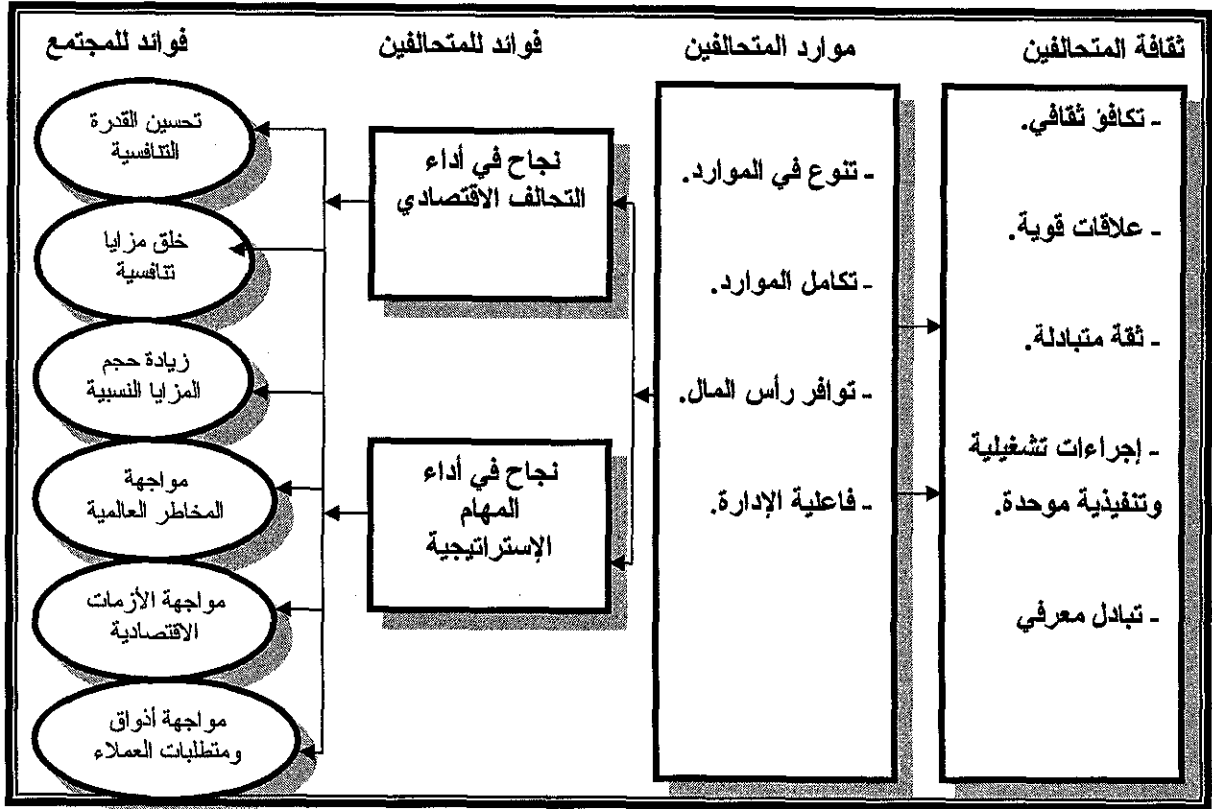 ثقافة المتحالفين
- تكافؤ ثقافي.
- علاقات قوية.
- ثقة متبادلة.
- إجراءات تشغيلية
وتنفيذية موحدة.
- تبادل معرفي
موارد المتحالفين
- تنوع في الموارد.
- تكامل الموارد.
- توافر رأس المال.
- فاعلية الإدارة.
فوائد للمتحالفين
نجاح في أداء
التحالف الاقتصادي
نجاح في أداء
المهام
الإستراتيجية
فوائد للمجتمع
تحسين القدرة
التنافسية
خلق مزايا
تنافسية
زيادة حجم
المزايا النسبية
مواجهة
المخاطر العالمية
مواجهة الأزمات
الاقتصادية
مواجهة أذواق
ومتطلبات العملاء